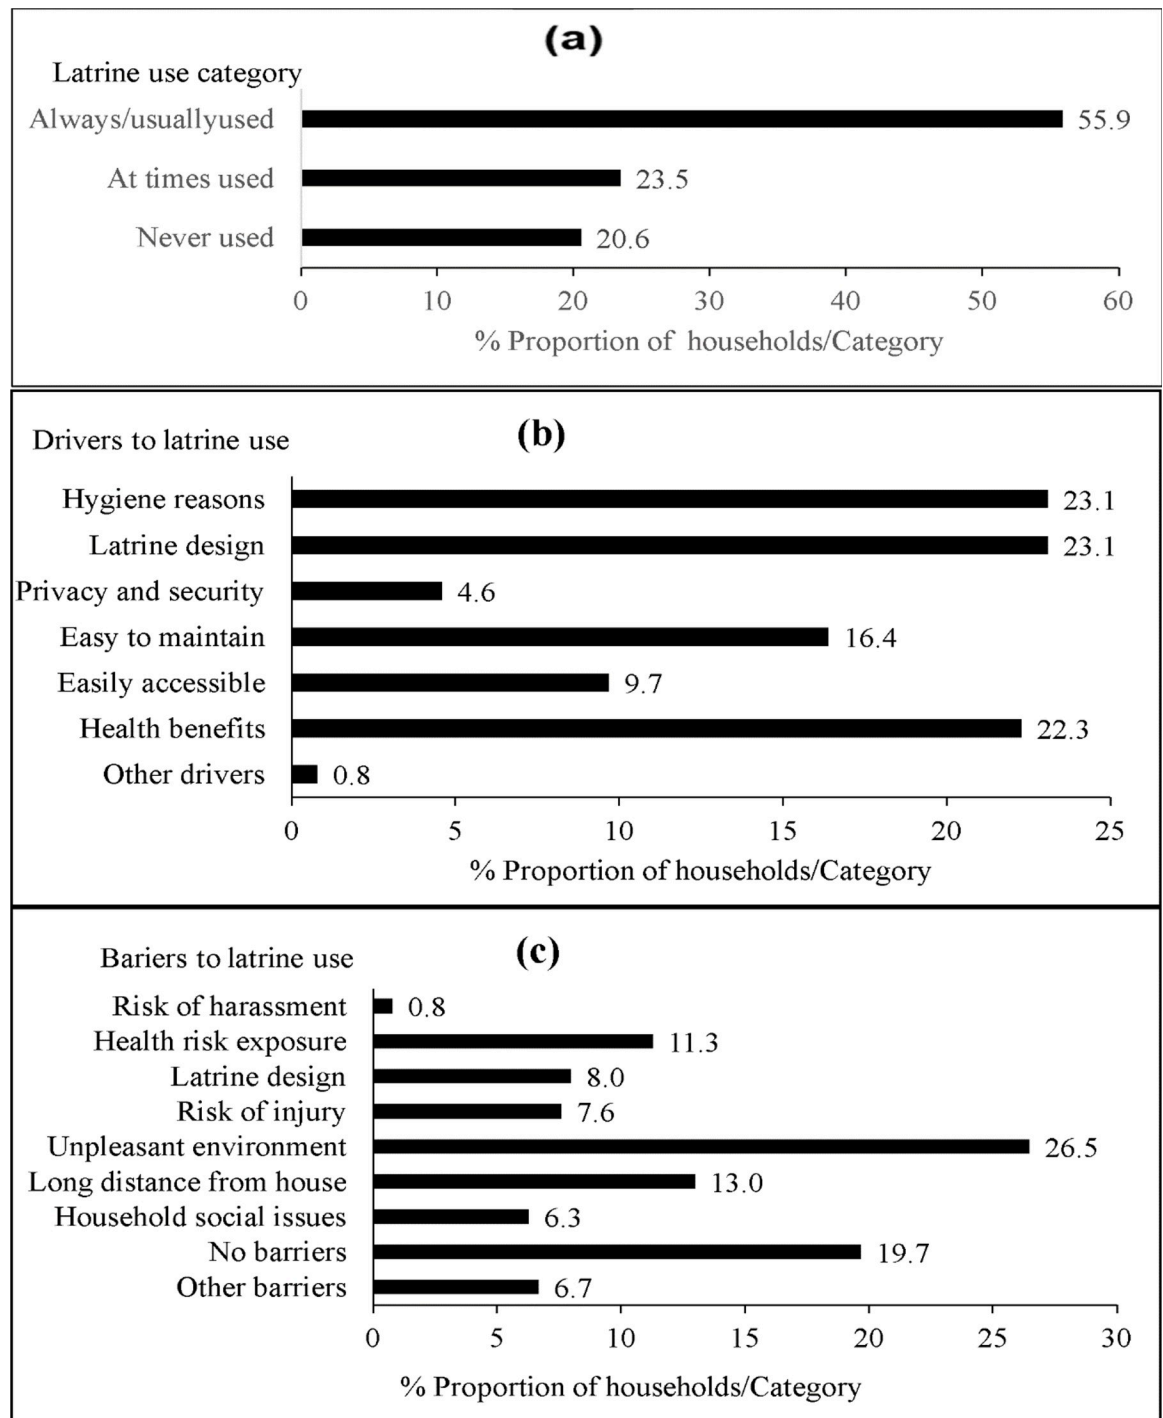 (a)
Latrine use category
Always/usuallyused 55.9
At times used 23.5
Never used 20.6
0 10 20 30 40 50 60
% Proportion of households/Category
(b)
Drivers to latrine use
Hygiene reasons 23.1
Latrine design 23.1
Privacy and security 4.6
Easy to maintain 16.4
Easily accessible 9.7
Health benefits 22.3
Other drivers 0.8
0 5 10 15 20 25
% Proportion of households/Category
(c)
Bariers to latrine use
Risk of harassment 0.8
Health risk exposure 11.3
Latrine design 8.0
Risk of injury 7.6
Unpleasant environment 26.5
Long distance from house 13.0
Household social issues 6.3
No barriers 19.7
Other barriers 6.7
0 5 10 15 20 25 30
% Proportion of households/Category